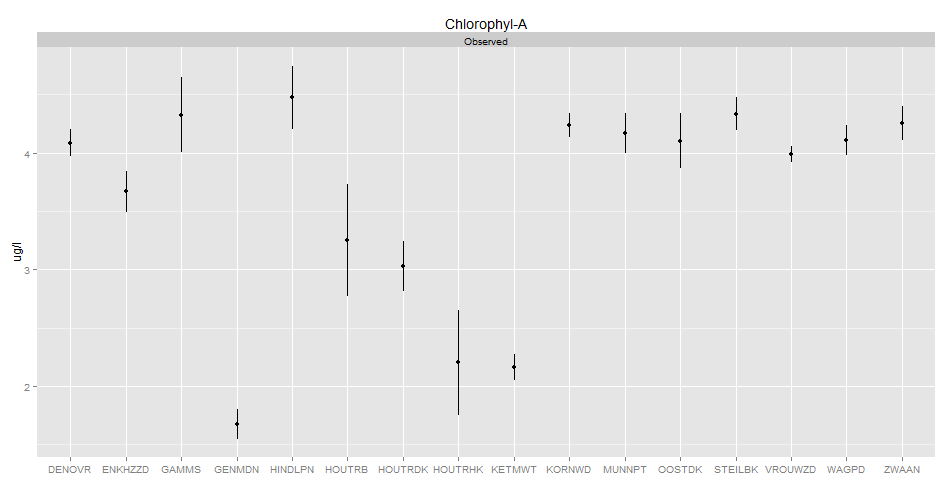 Chlorophyl-A
Observed
ug/l
4
3
2
DENOVR ENKHZZD GAMMS GENMDN HINDLPN HOUTRB HOUTRDK HOUTRHK KETMWT KORNWD MUNNPT OOSTDK STEILBK VROUWZD WAGPD ZWAAN